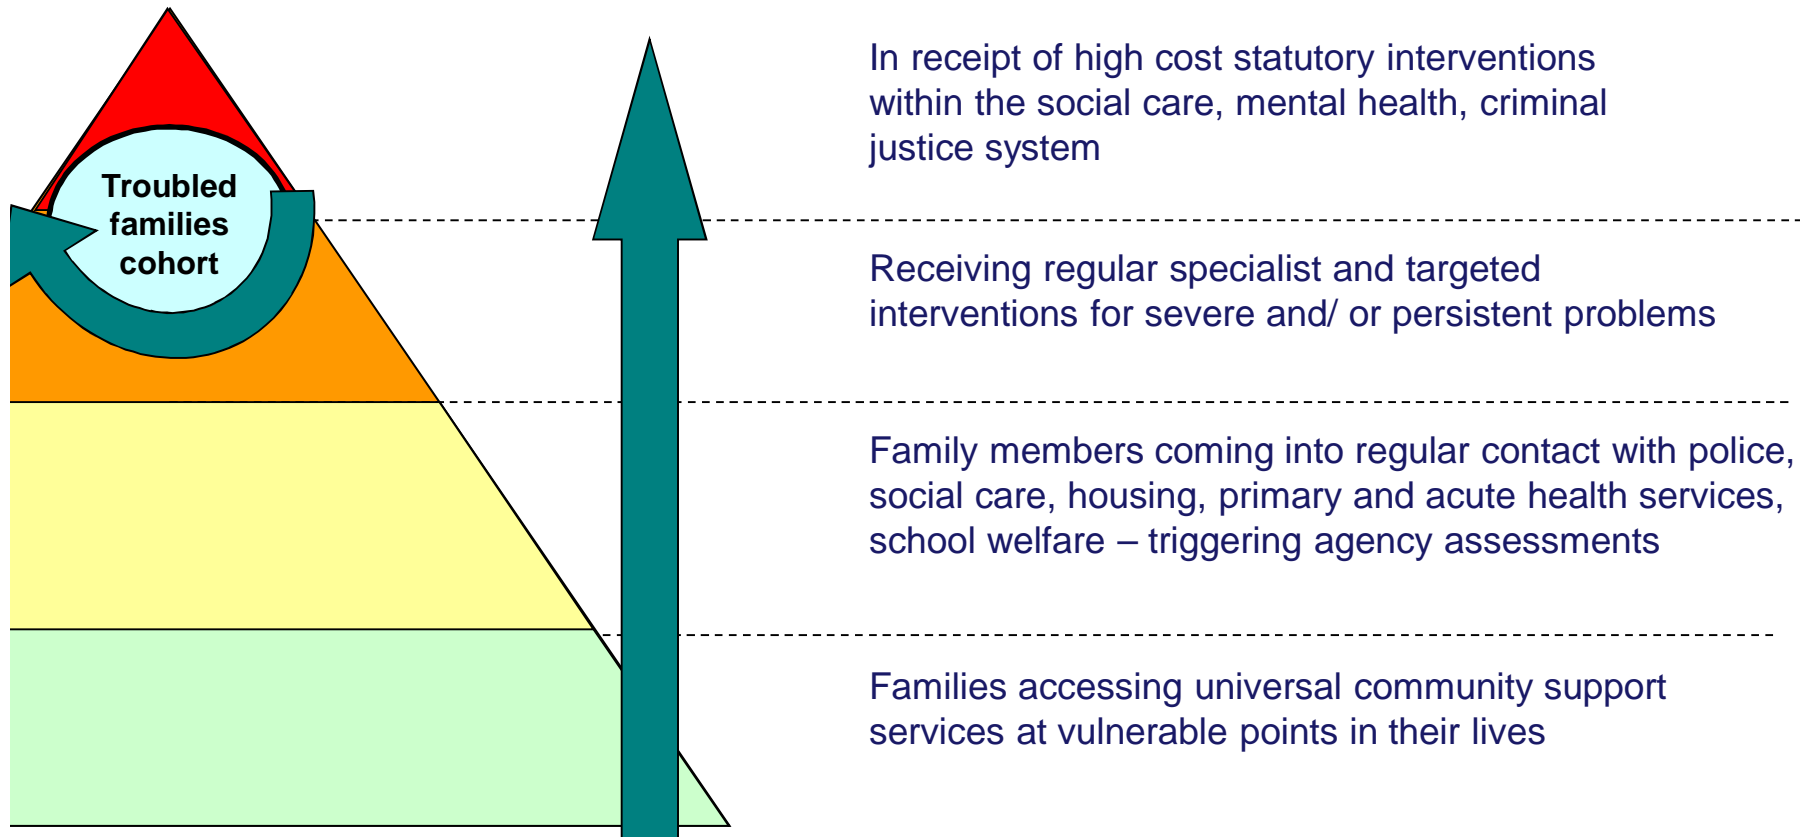 In receipt of high cost statutory interventions
within the social care, mental health, criminal
justice system
Troubled
families
cohort
Receiving regular specialist and targeted
interventions for severe and/ or persistent problems
Family members coming into regular contact with police,
social care, housing, primary and acute health services,
school welfare – triggering agency assessments
Families accessing universal community support
services at vulnerable points in their lives